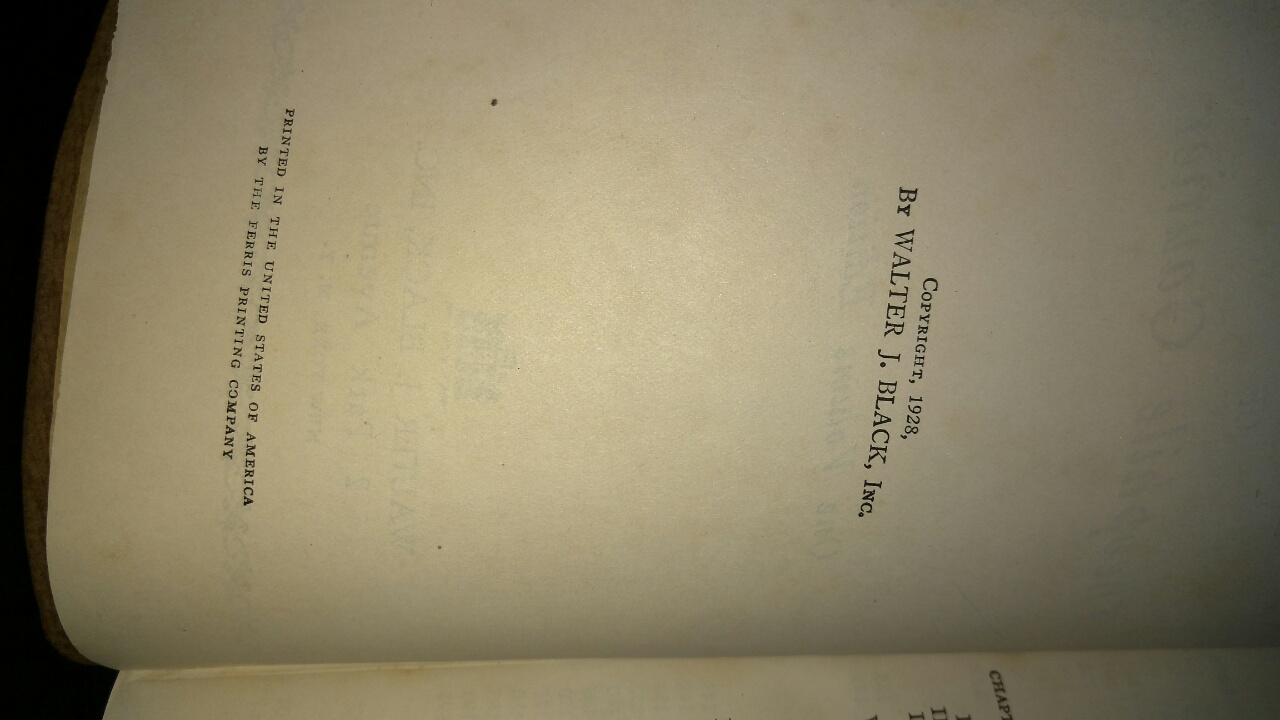 Copyright, 1928,
By WALTER J. BLACK, Inc.
PRINTED IN THE UNITED STATES OF AMERICA
BY THE FERRIS PRINTING COMPANY